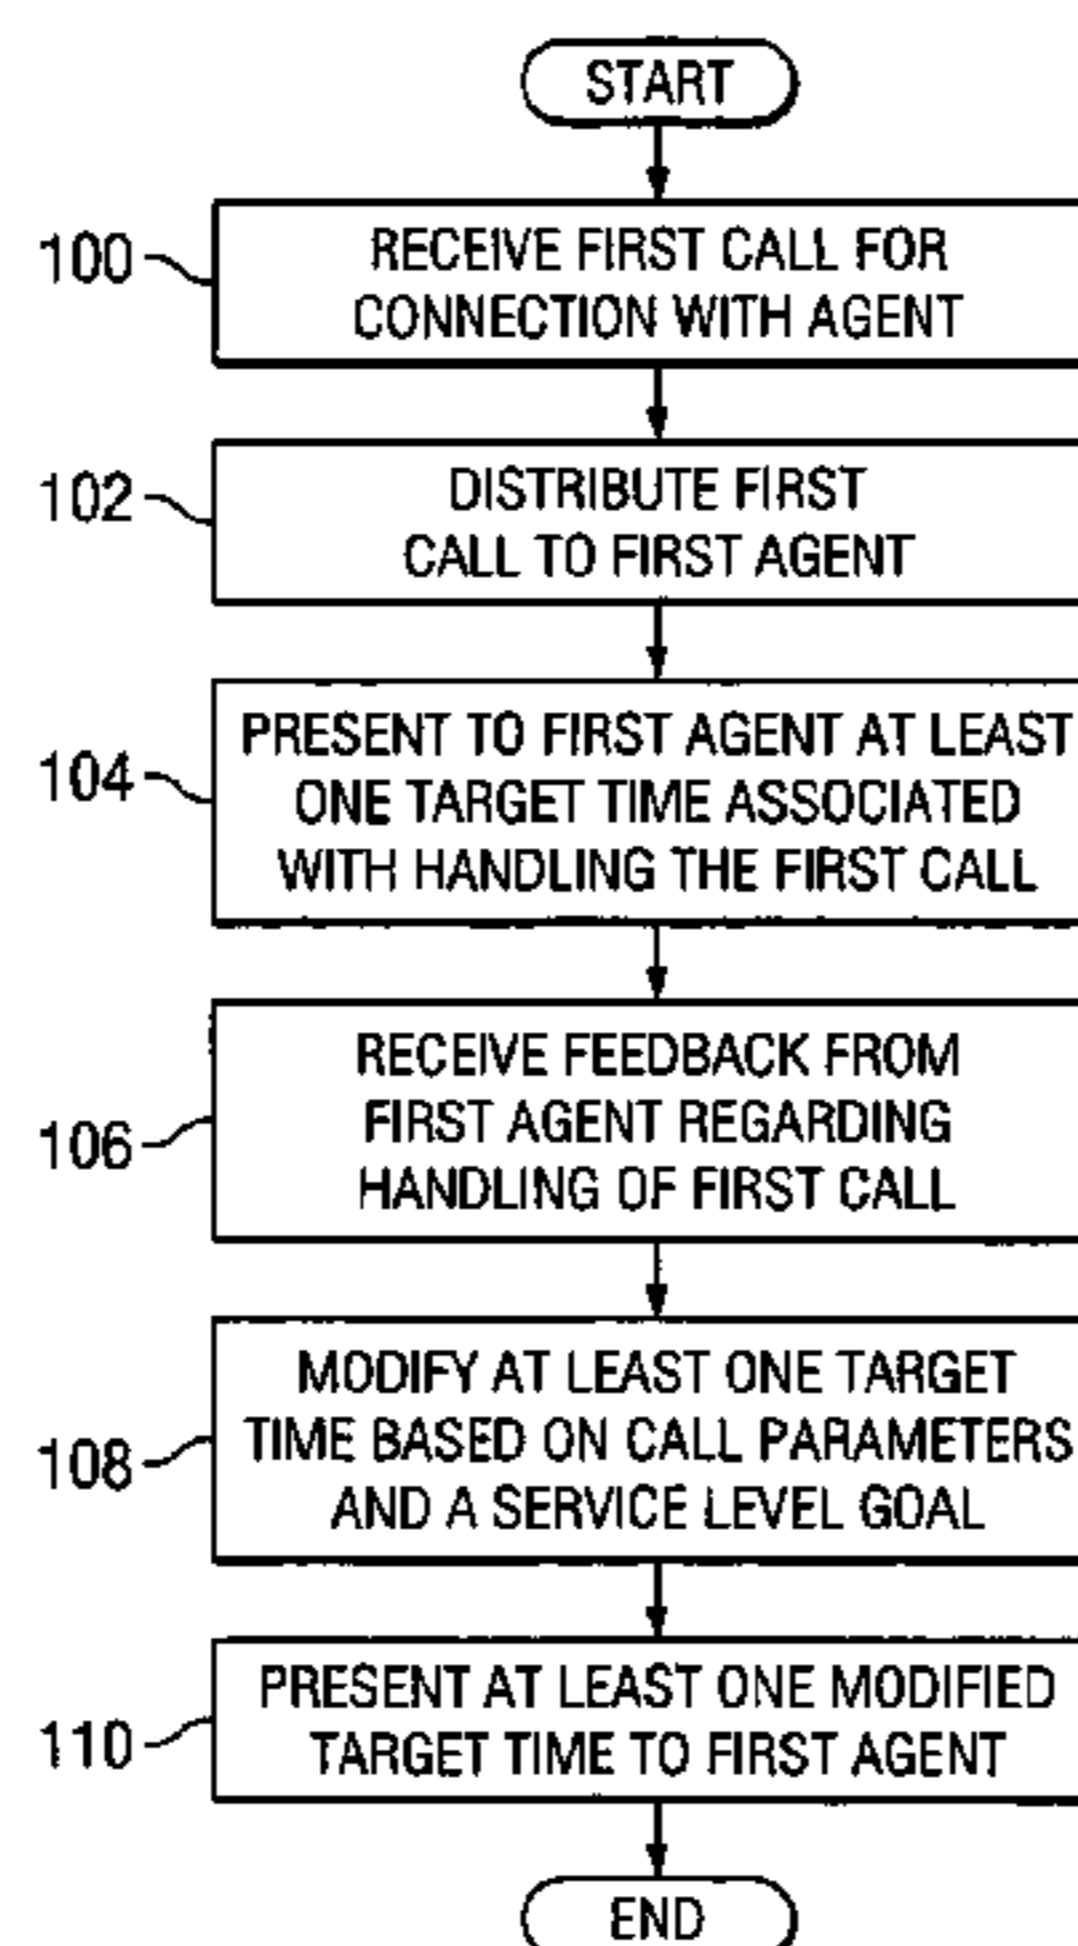 START
100
RECEIVE FIRST CALL FOR
CONNECTION WITH AGENT
102
DISTRIBUTE FIRST
CALL TO FIRST AGENT
104
PRESENT TO FIRST AGENT AT LEAST
ONE TARGET TIME ASSOCIATED
WITH HANDLING THE FIRST CALL
106
RECEIVE FEEDBACK FROM
FIRST AGENT REGARDING
HANDLING OF FIRST CALL
108
MODIFY AT LEAST ONE TARGET
TIME BASED ON CALL PARAMETERS
AND A SERVICE LEVEL GOAL
110
PRESENT AT LEAST ONE MODIFIED
TARGET TIME TO FIRST AGENT
END